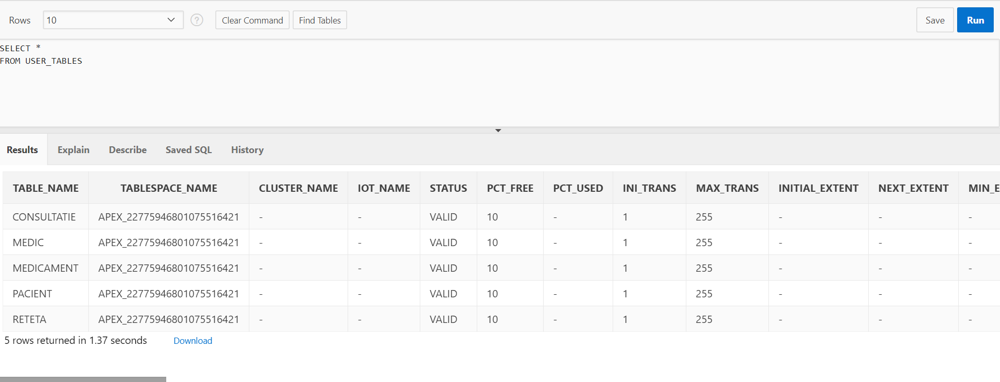 Rows 10 ? Clear Command Find Tables Save Run
SELECT *
FROM USER_TABLES
Results Explain Describe Saved SQL History
TABLE_NAME TABLESPACE_NAME CLUSTER_NAME IOT_NAME STATUS PCT_FREE PCT_USED INI_TRANS MAX_TRANS INITIAL_EXTENT NEXT_EXTENT MIN_E
CONSULTATIE APEX_22775946801075516421 - - VALID 10 - 1 255 - - -
MEDIC APEX_22775946801075516421 - - VALID 10 - 1 255 - - -
MEDICAMENT APEX_22775946801075516421 - - VALID 10 - 1 255 - - -
PACIENT APEX_22775946801075516421 - - VALID 10 - 1 255 - - -
RETETA APEX_22775946801075516421 - - VALID 10 - 1 255 - - -
5 rows returned in 1.37 seconds Download